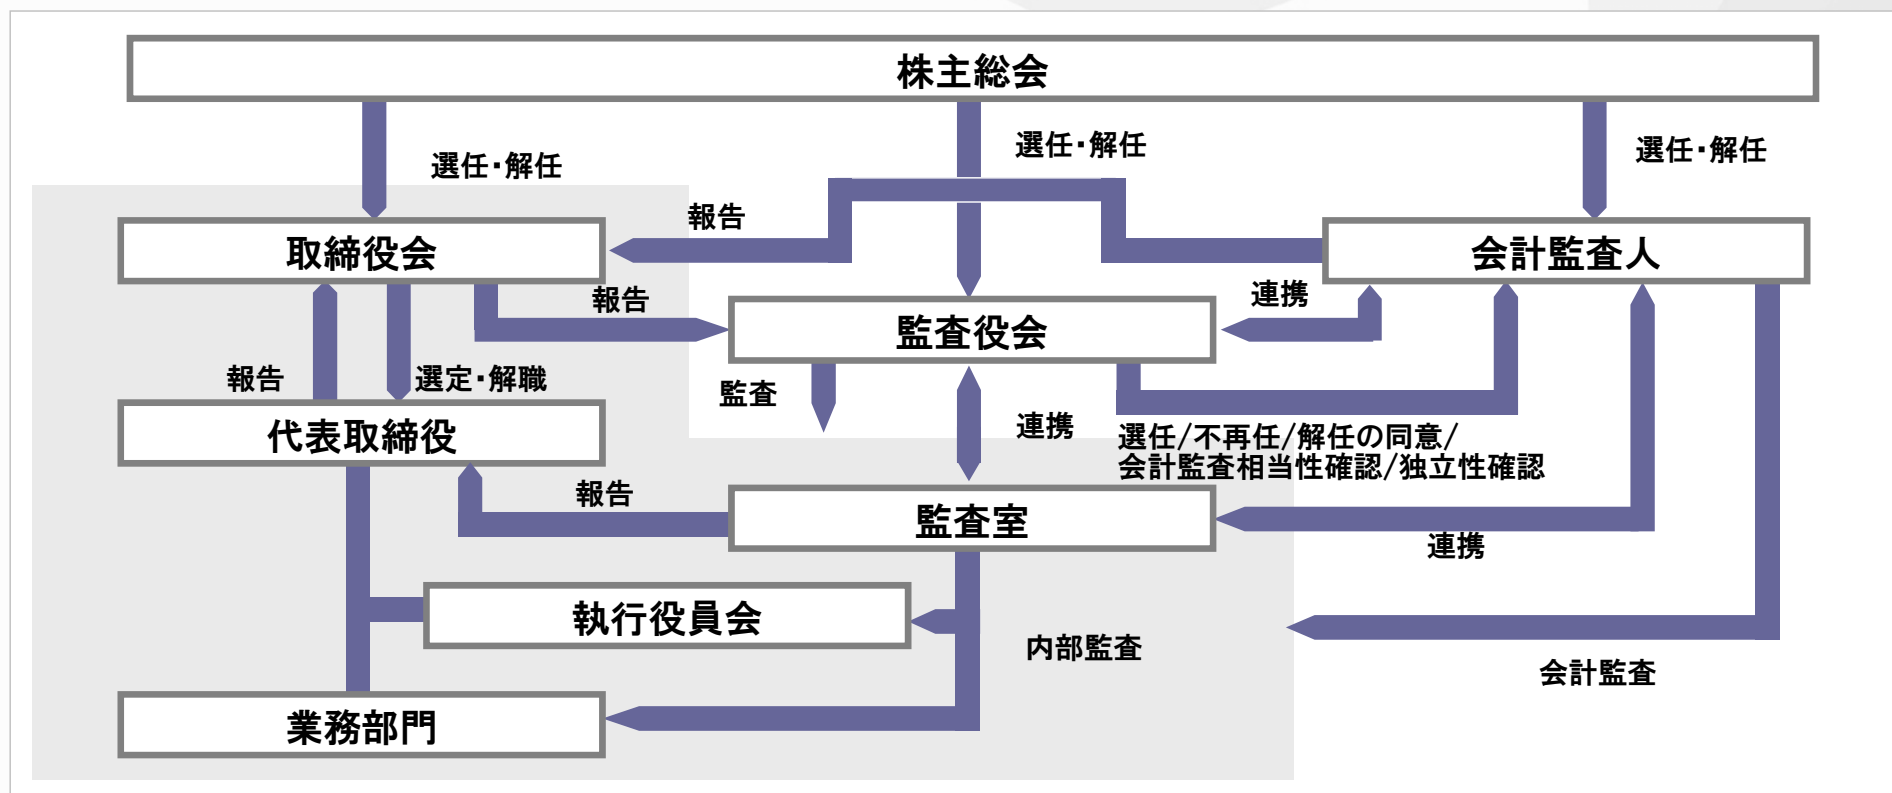 株主総会
選任・解任
選任・解任
選任・解任
報告
取締役会
会計監査人
報告
連携
監査役会
報告
選定・解職
監査
連携
代表取締役
選任/不再任/解任の同意/
会計監査相当性確認/独立性確認
報告
監査室
連携
執行役員会
内部監査
会計監査
業務部門